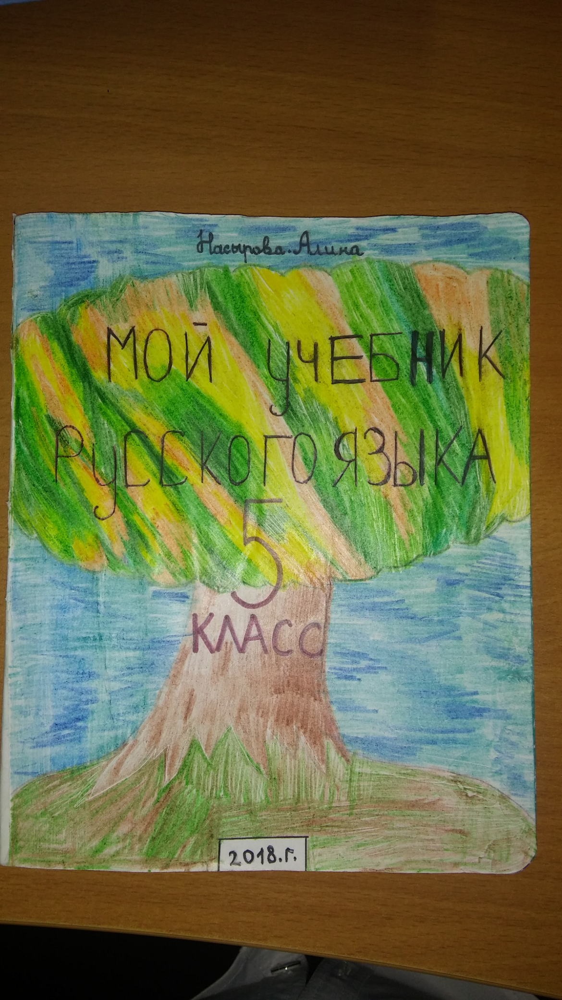 Насырова.Алина
МОЙ УЧЕБНИК
РУССКОГО ЯЗЫКА
5
КЛАСС
2018.г.